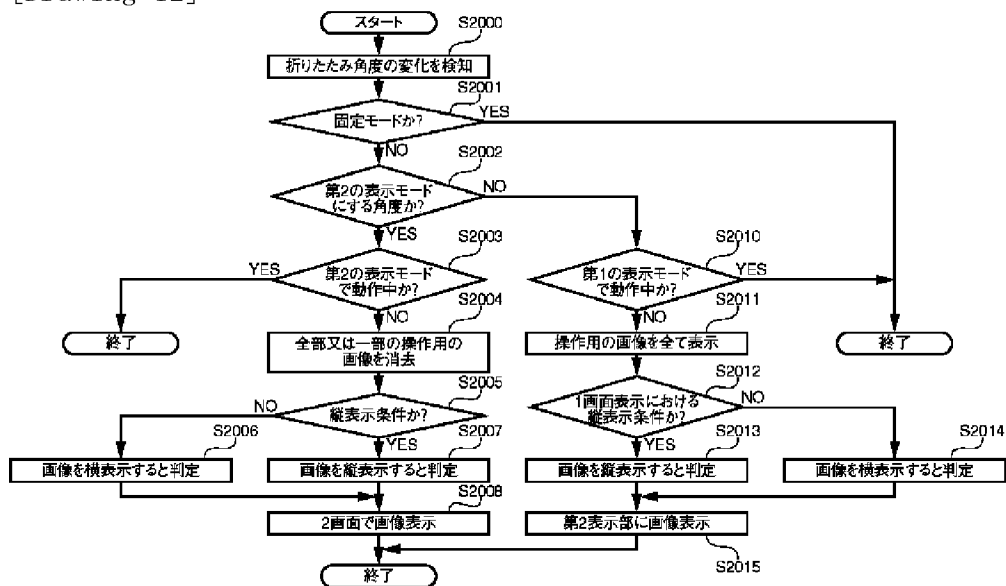 [Drawing 12]
スタート
S2000
折りたたみ角度の変化を検知
S2001
固定モードか?
YES
NO
S2002
第2の表示モード
にする角度か?
NO
YES
S2003
第2の表示モード
で動作中か?
YES
NO
S2010
第1の表示モード
で動作中か?
YES
NO
終了
S2004
全部又は一部の操作用の
画像を消去
S2011
操作用の画像を全て表示
終了
S2005
縦表示条件か?
NO
YES
S2012
1画面表示における
縦表示条件か?
NO
YES
S2006
画像を横表示すると判定
S2007
画像を縦表示すると判定
S2013
画像を縦表示すると判定
S2014
画像を横表示すると判定
S2008
2画面で画像表示
第2表示部に画像表示
S2015
終了